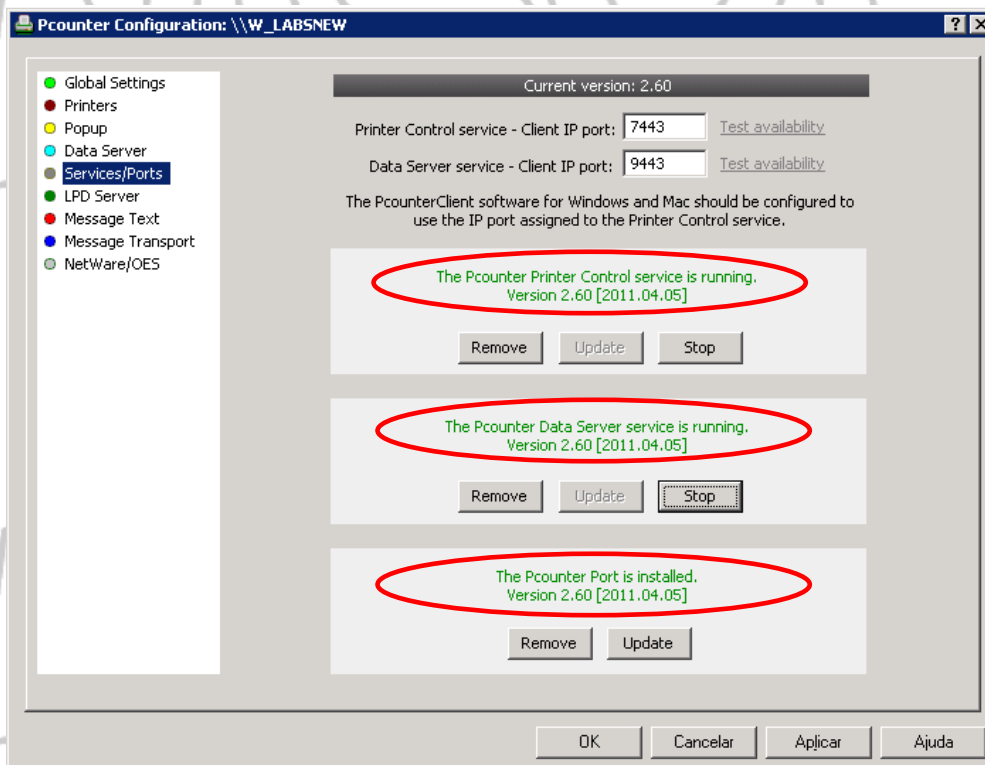 Pcounter Configuration: \\W_LABSNEW
Global Settings
Printers
Popup
Data Server
Services/Ports
LPD Server
Message Text
Message Transport
NetWare/OES
Current version: 2.60
Printer Control service - Client IP port: 7443 Test availability
Data Server service - Client IP port: 9443 Test availability
The PcounterClient software for Windows and Mac should be configured to
use the IP port assigned to the Printer Control service.
The Pcounter Printer Control service is running.
Version 2.60 [2011.04.05]
Remove Update Stop
The Pcounter Data Server service is running.
Version 2.60 [2011.04.05]
Remove Update Stop
The Pcounter Port is installed.
Version 2.60 [2011.04.05]
Remove Update
OK Cancelar Aplicar Ajuda